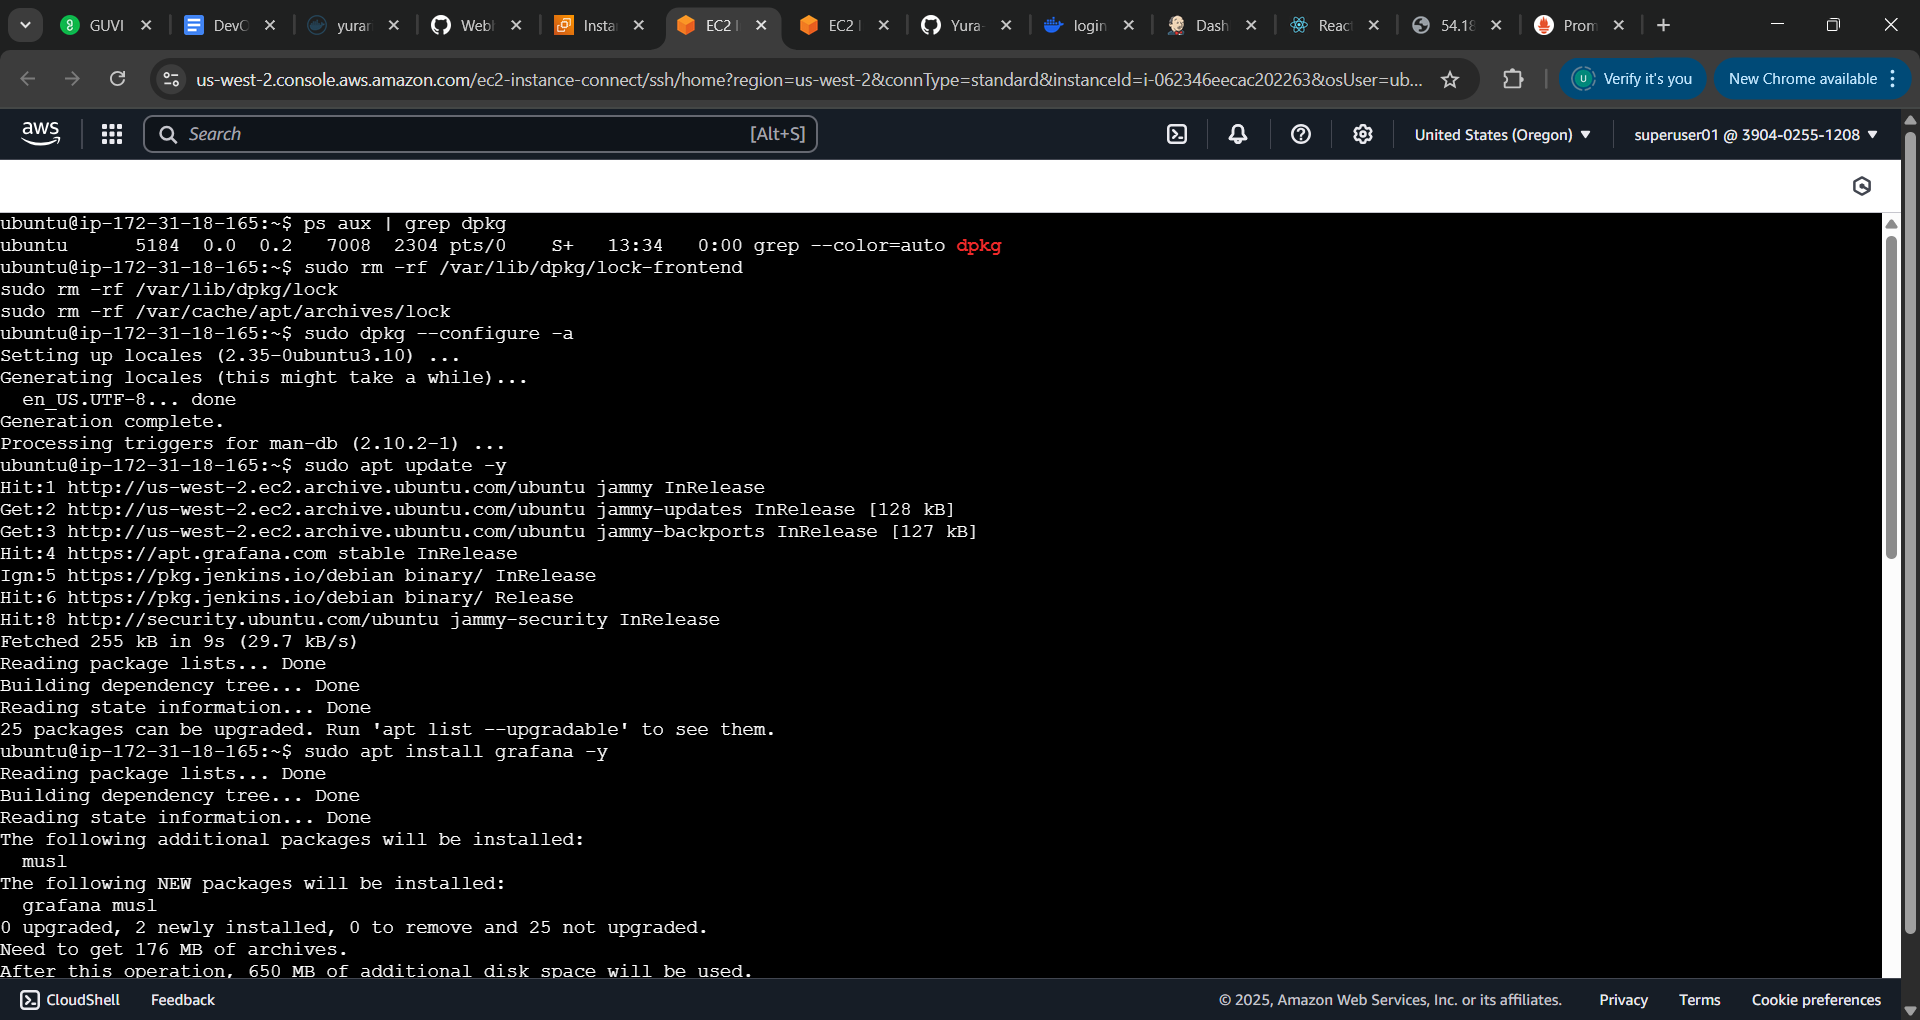 GUVI
DevO
yuran
Webl
Insta
EC2 I
EC2 I
Yura-
login
Dash
Reac
54.18
Prom
us-west-2.console.aws.amazon.com/ec2-instance-connect/ssh/home?region=us-west-2&connType=standard&instanceId=i-062346eecac202263&osUser=ub...
U
Verify it's you
New Chrome available
aws
Search
[Alt+S]
United States (Oregon)
superuser01 @ 3904-0255-1208
ubuntu@ip-172-31-18-165:~$ ps aux | grep dpkg
ubuntu      5184  0.0  0.2   7008  2304 pts/0    S+   13:34   0:00 grep --color=auto dpkg
ubuntu@ip-172-31-18-165:~$ sudo rm -rf /var/lib/dpkg/lock-frontend
sudo rm -rf /var/lib/dpkg/lock
sudo rm -rf /var/cache/apt/archives/lock
ubuntu@ip-172-31-18-165:~$ sudo dpkg --configure -a
Setting up locales (2.35-0ubuntu3.10) ...
Generating locales (this might take a while)...
  en_US.UTF-8... done
Generation complete.
Processing triggers for man-db (2.10.2-1) ...
ubuntu@ip-172-31-18-165:~$ sudo apt update -y
Hit:1 http://us-west-2.ec2.archive.ubuntu.com/ubuntu jammy InRelease
Get:2 http://us-west-2.ec2.archive.ubuntu.com/ubuntu jammy-updates InRelease [128 kB]
Get:3 http://us-west-2.ec2.archive.ubuntu.com/ubuntu jammy-backports InRelease [127 kB]
Hit:4 https://apt.grafana.com stable InRelease
Ign:5 https://pkg.jenkins.io/debian binary/ InRelease
Hit:6 https://pkg.jenkins.io/debian binary/ Release
Hit:8 http://security.ubuntu.com/ubuntu jammy-security InRelease
Fetched 255 kB in 9s (29.7 kB/s)
Reading package lists... Done
Building dependency tree... Done
Reading state information... Done
25 packages can be upgraded. Run 'apt list --upgradable' to see them.
ubuntu@ip-172-31-18-165:~$ sudo apt install grafana -y
Reading package lists... Done
Building dependency tree... Done
Reading state information... Done
The following additional packages will be installed:
  musl
The following NEW packages will be installed:
  grafana musl
0 upgraded, 2 newly installed, 0 to remove and 25 not upgraded.
Need to get 176 MB of archives.
After this operation, 650 MB of additional disk space will be used.
CloudShell
Feedback
© 2025, Amazon Web Services, Inc. or its affiliates.
Privacy
Terms
Cookie preferences